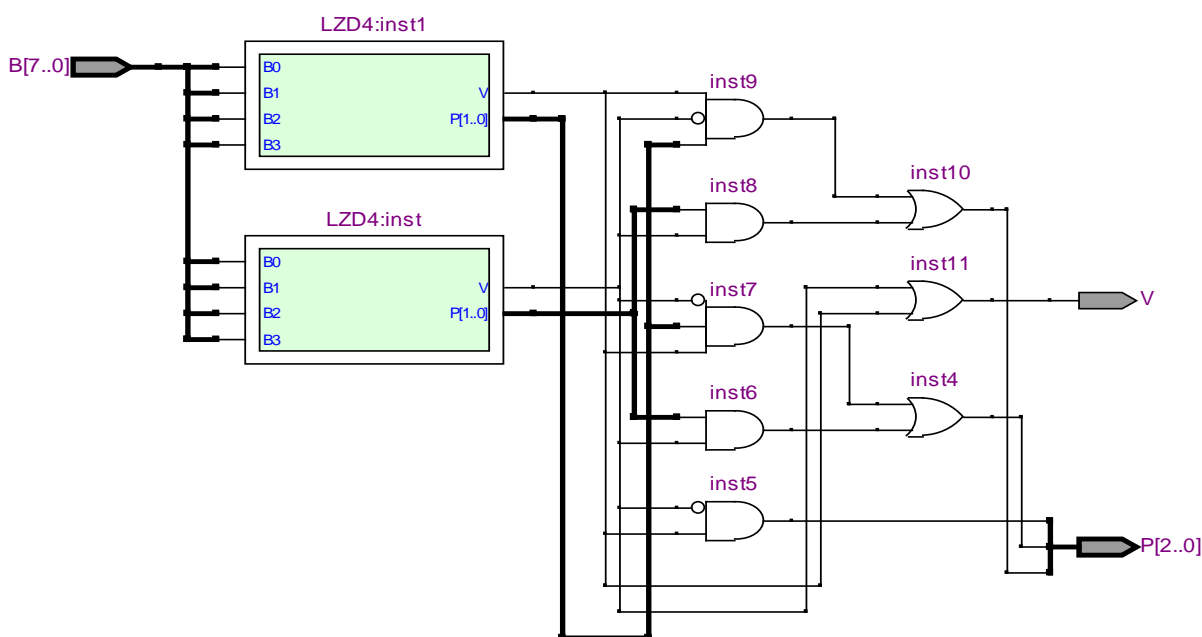 LZD4:inst1
B[7..0]
B0
B1
B2
B3
V
P[1..0]
LZD4:inst
B0
B1
B2
B3
V
P[1..0]
inst9
inst8
inst7
inst6
inst5
inst10
inst11
inst4
V
P[2..0]